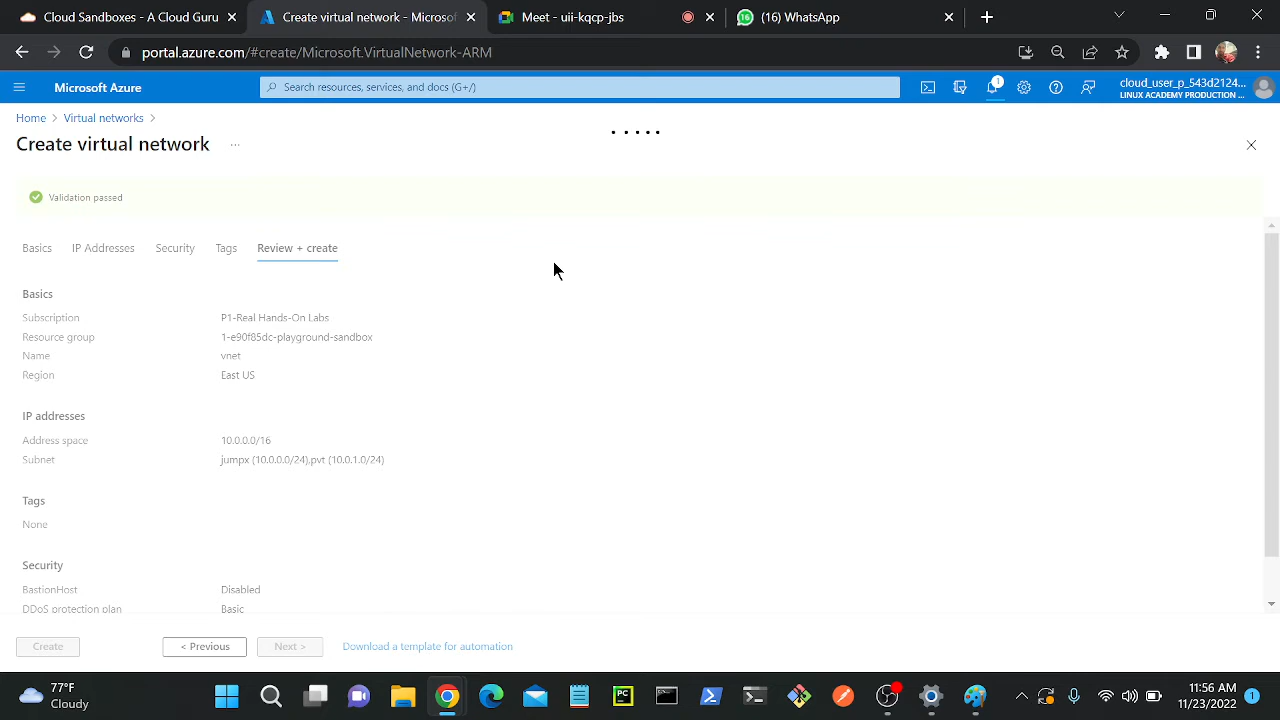 A Cloud Sandboxes - A Cloud Guru
Create virtual network - Microsof
Meet - uii-kqcp-jbs
(16) WhatsApp
portal.azure.com/#create/Microsoft.VirtualNetwork-ARM
Microsoft Azure
Search resources, services, and docs (G+/)
1
cloud_user_p_543d2124...
LINUX ACADEMY PRODUCTION ...
Home > Virtual networks >
Create virtual network ...
Validation passed
Basics IP Addresses Security Tags Review + create
Basics
Subscription P1-Real Hands-On Labs
Resource group 1-e90f85dc-playground-sandbox
Name vnet
Region East US
IP addresses
Address space 10.0.0.0/16
Subnet jumpx (10.0.0.0/24),pvt (10.0.1.0/24)
Tags
None
Security
BastionHost Disabled
DDoS protection plan Basic
Create < Previous Next > Download a template for automation
77°F
Cloudy
PC
11:56 AM
11/23/2022
1